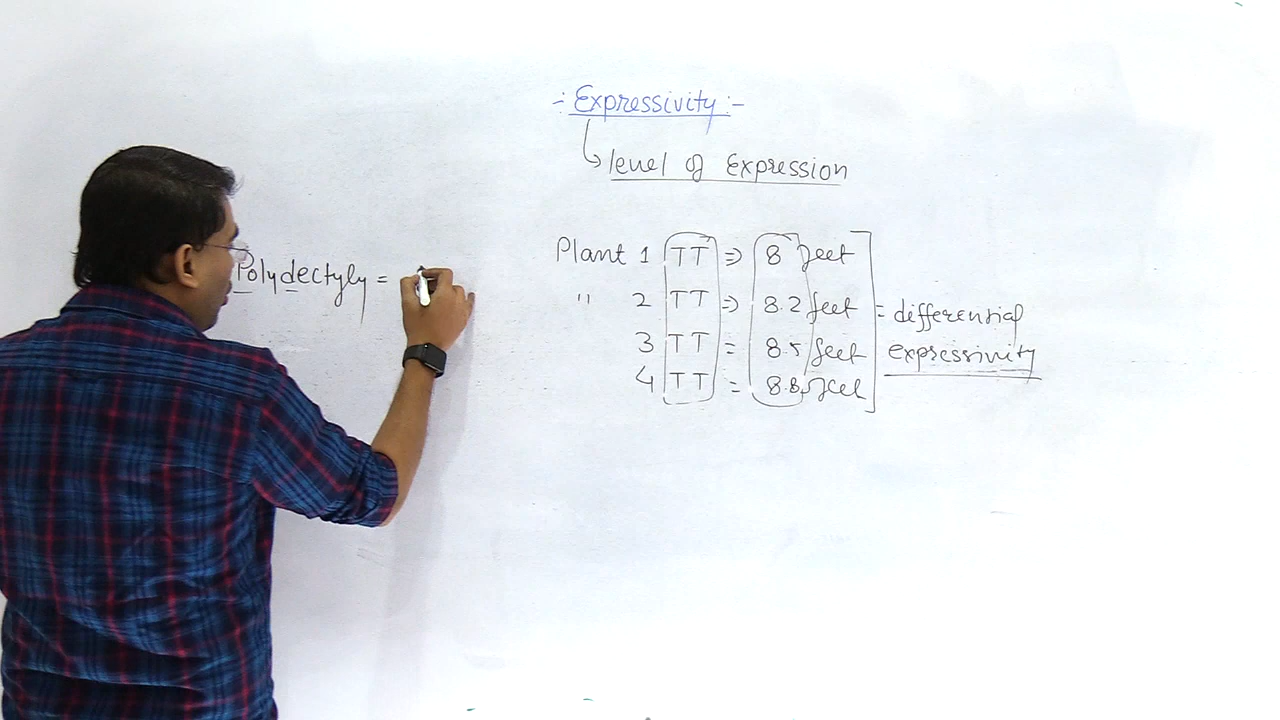 -: Expressivity :-
level of Expression
Plant 1 TT ⇒ 8 feet
" 2 TT ⇒ 8.2 feet
3 TT = 8.5 feet
4 TT = 8.8 feet
= differensial
expressivity
Polydectyly =